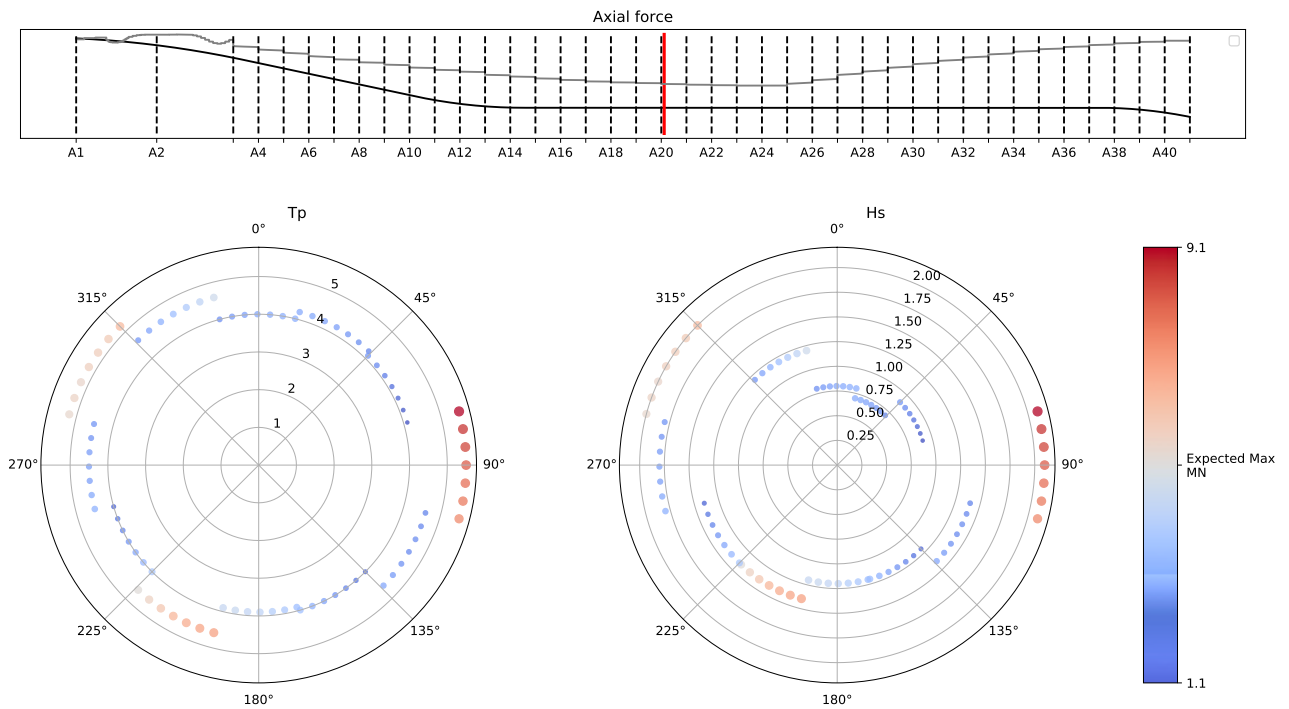 Axial force
A1 A2 A4 A6 A8 A10 A12 A14 A16 A18 A20 A22 A24 A26 A28 A30 A32 A34 A36 A38 A40
Tp Hs
0° 0°
9.1
5 2.00
315° 45° 315° 1.75 45°
4 1.50
3 1.25
2 1.00
0.75
1 0.50
0.25
270° 90° 270° 90° Expected Max
MN
225° 135° 225° 135°
1.1
180° 180°